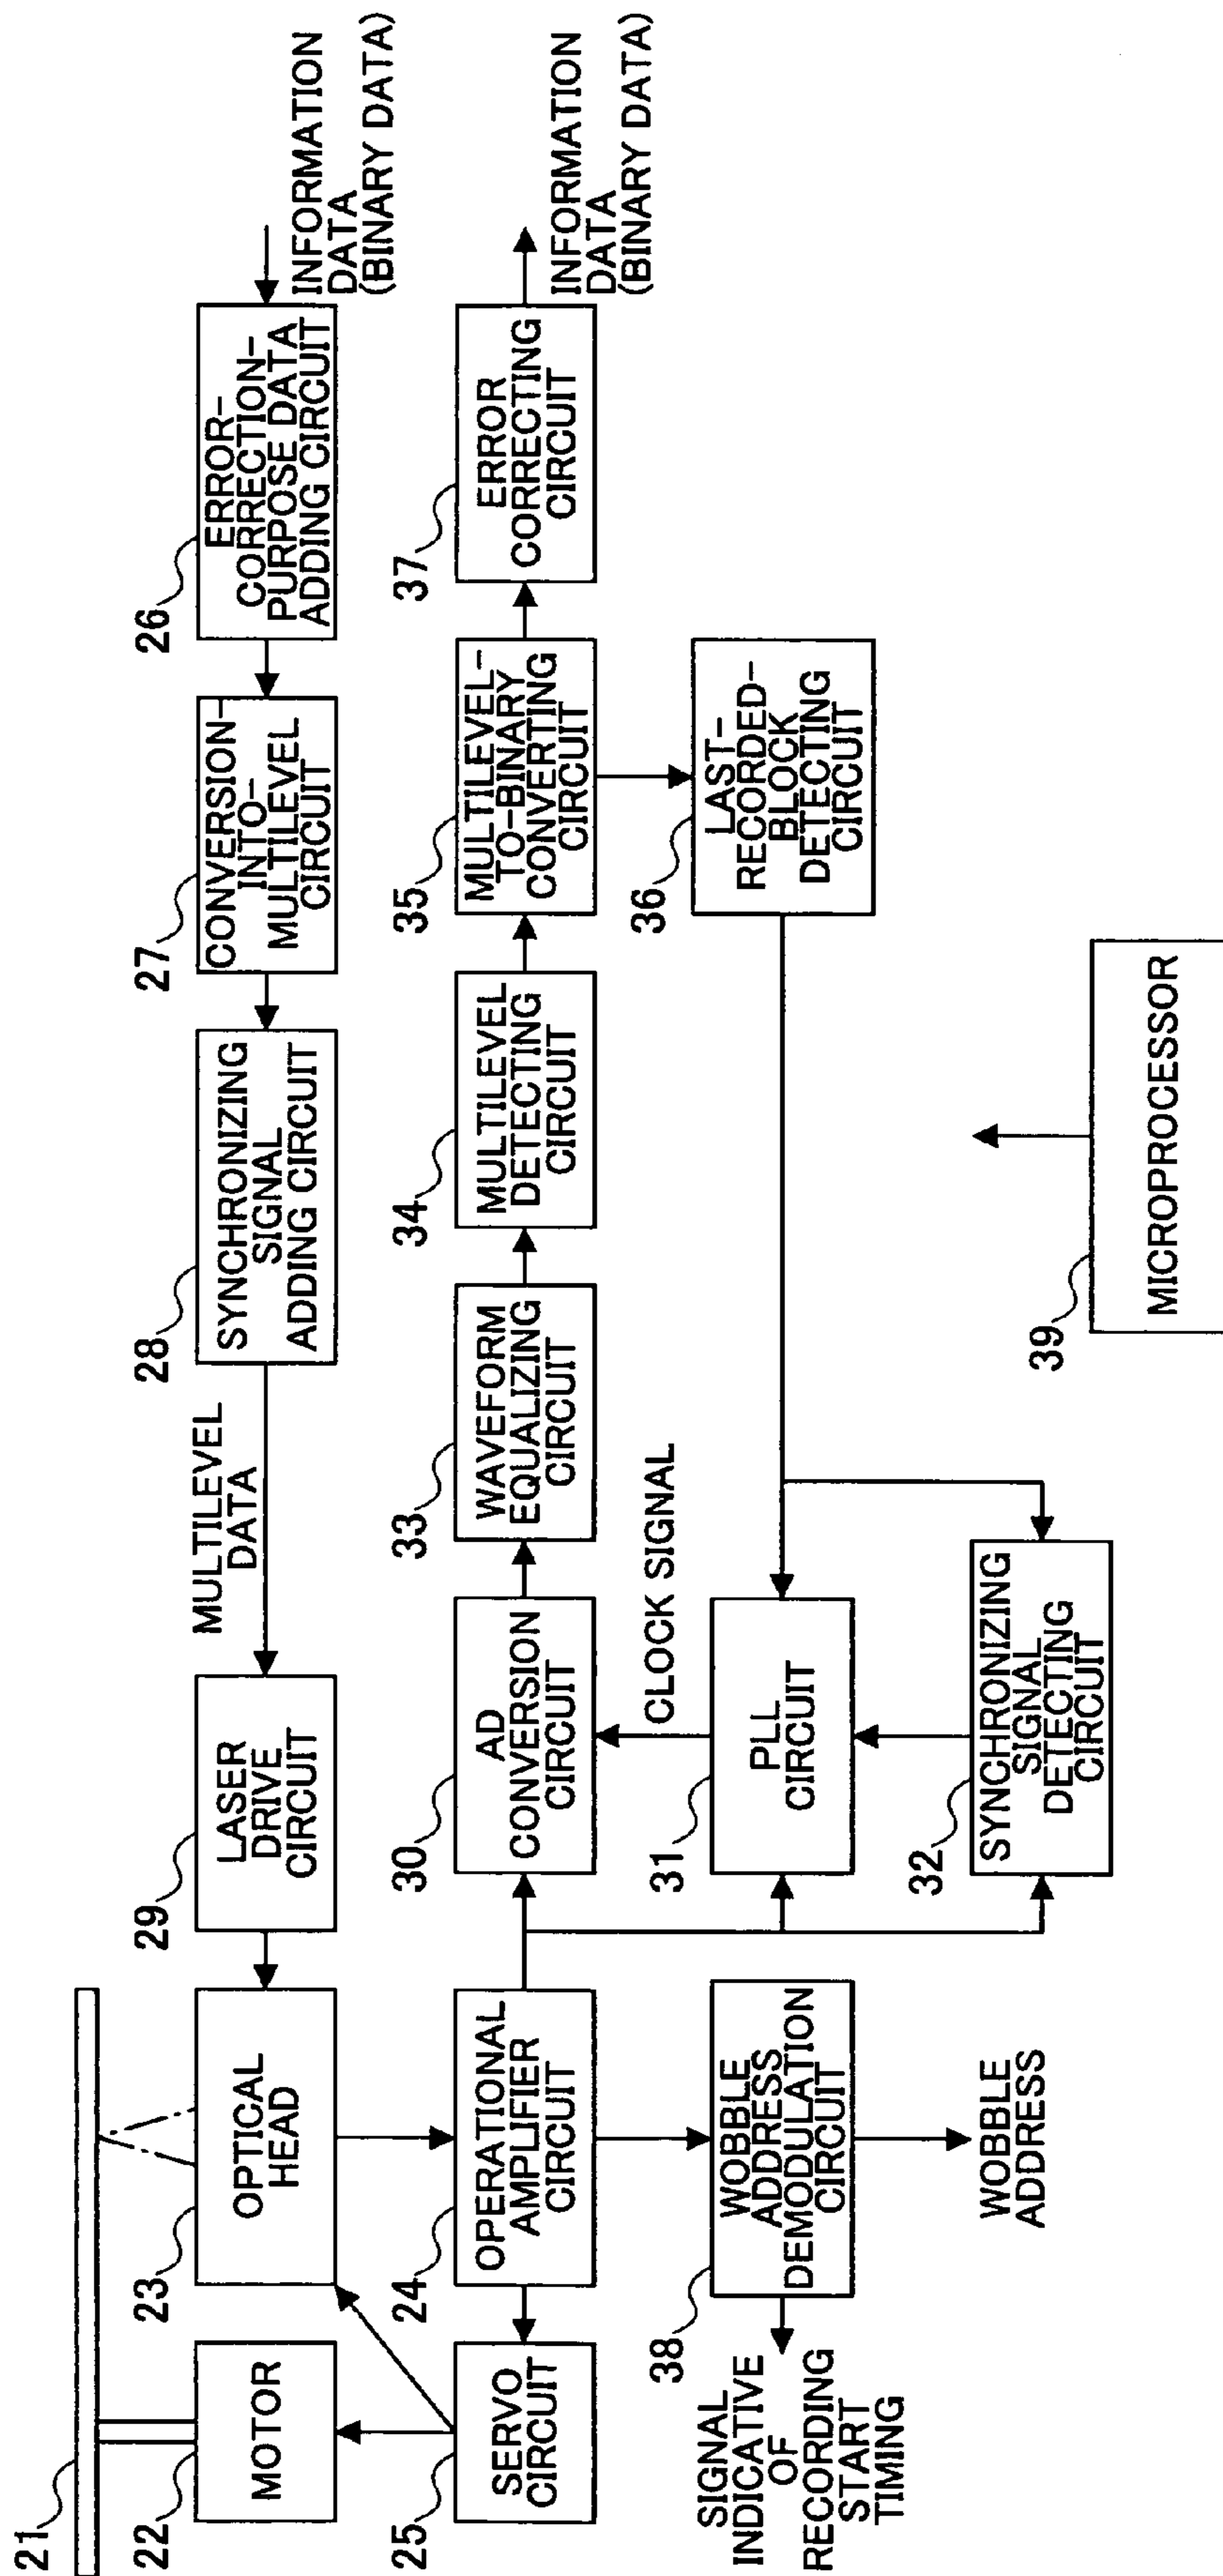 21
22
MOTOR
23
OPTICAL
HEAD
29
LASER
DRIVE
CIRCUIT
MULTILEVEL
DATA
28
SYNCHRONIZING
SIGNAL
ADDING CIRCUIT
27
CONVERSION-
INTO-
MULTILEVEL
CIRCUIT
26
ERROR-
CORRECTION-
PURPOSE DATA
ADDING CIRCUIT
INFORMATION
DATA
(BINARY DATA)
25
SERVO
CIRCUIT
24
OPERATIONAL
AMPLIFIER
CIRCUIT
30
AD
CONVERSION
CIRCUIT
33
WAVEFORM
EQUALIZING
CIRCUIT
34
MULTILEVEL
DETECTING
CIRCUIT
35
MULTILEVEL-
TO-BINARY
CONVERTING
CIRCUIT
37
ERROR
CORRECTING
CIRCUIT
INFORMATION
DATA
(BINARY DATA)
SIGNAL
INDICATIVE
OF
RECORDING
START
TIMING
38
WOBBLE
ADDRESS
DEMODULATION
CIRCUIT
31
PLL
CIRCUIT
CLOCK SIGNAL
36
LAST-
RECORDED-
BLOCK
DETECTING
CIRCUIT
WOBBLE
ADDRESS
32
SYNCHRONIZING
SIGNAL
DETECTING
CIRCUIT
39
MICROPROCESSOR